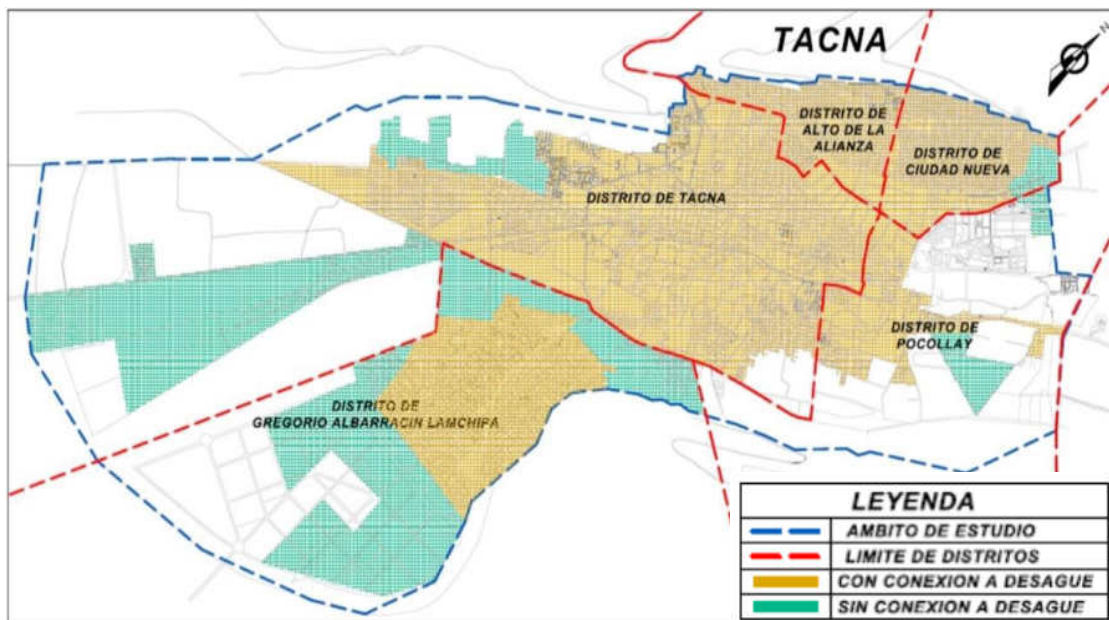 TACNA
N
DISTRITO DE
ALTO DE LA
ALIANZA
DISTRITO DE
CIUDAD NUEVA
DISTRITO DE TACNA
DISTRITO DE
POCOLLAY
DISTRITO DE
GREGORIO ALBARRACIN LAMCHIPA
LEYENDA
AMBITO DE ESTUDIO
LIMITE DE DISTRITOS
CON CONEXION A DESAGUE
SIN CONEXION A DESAGUE